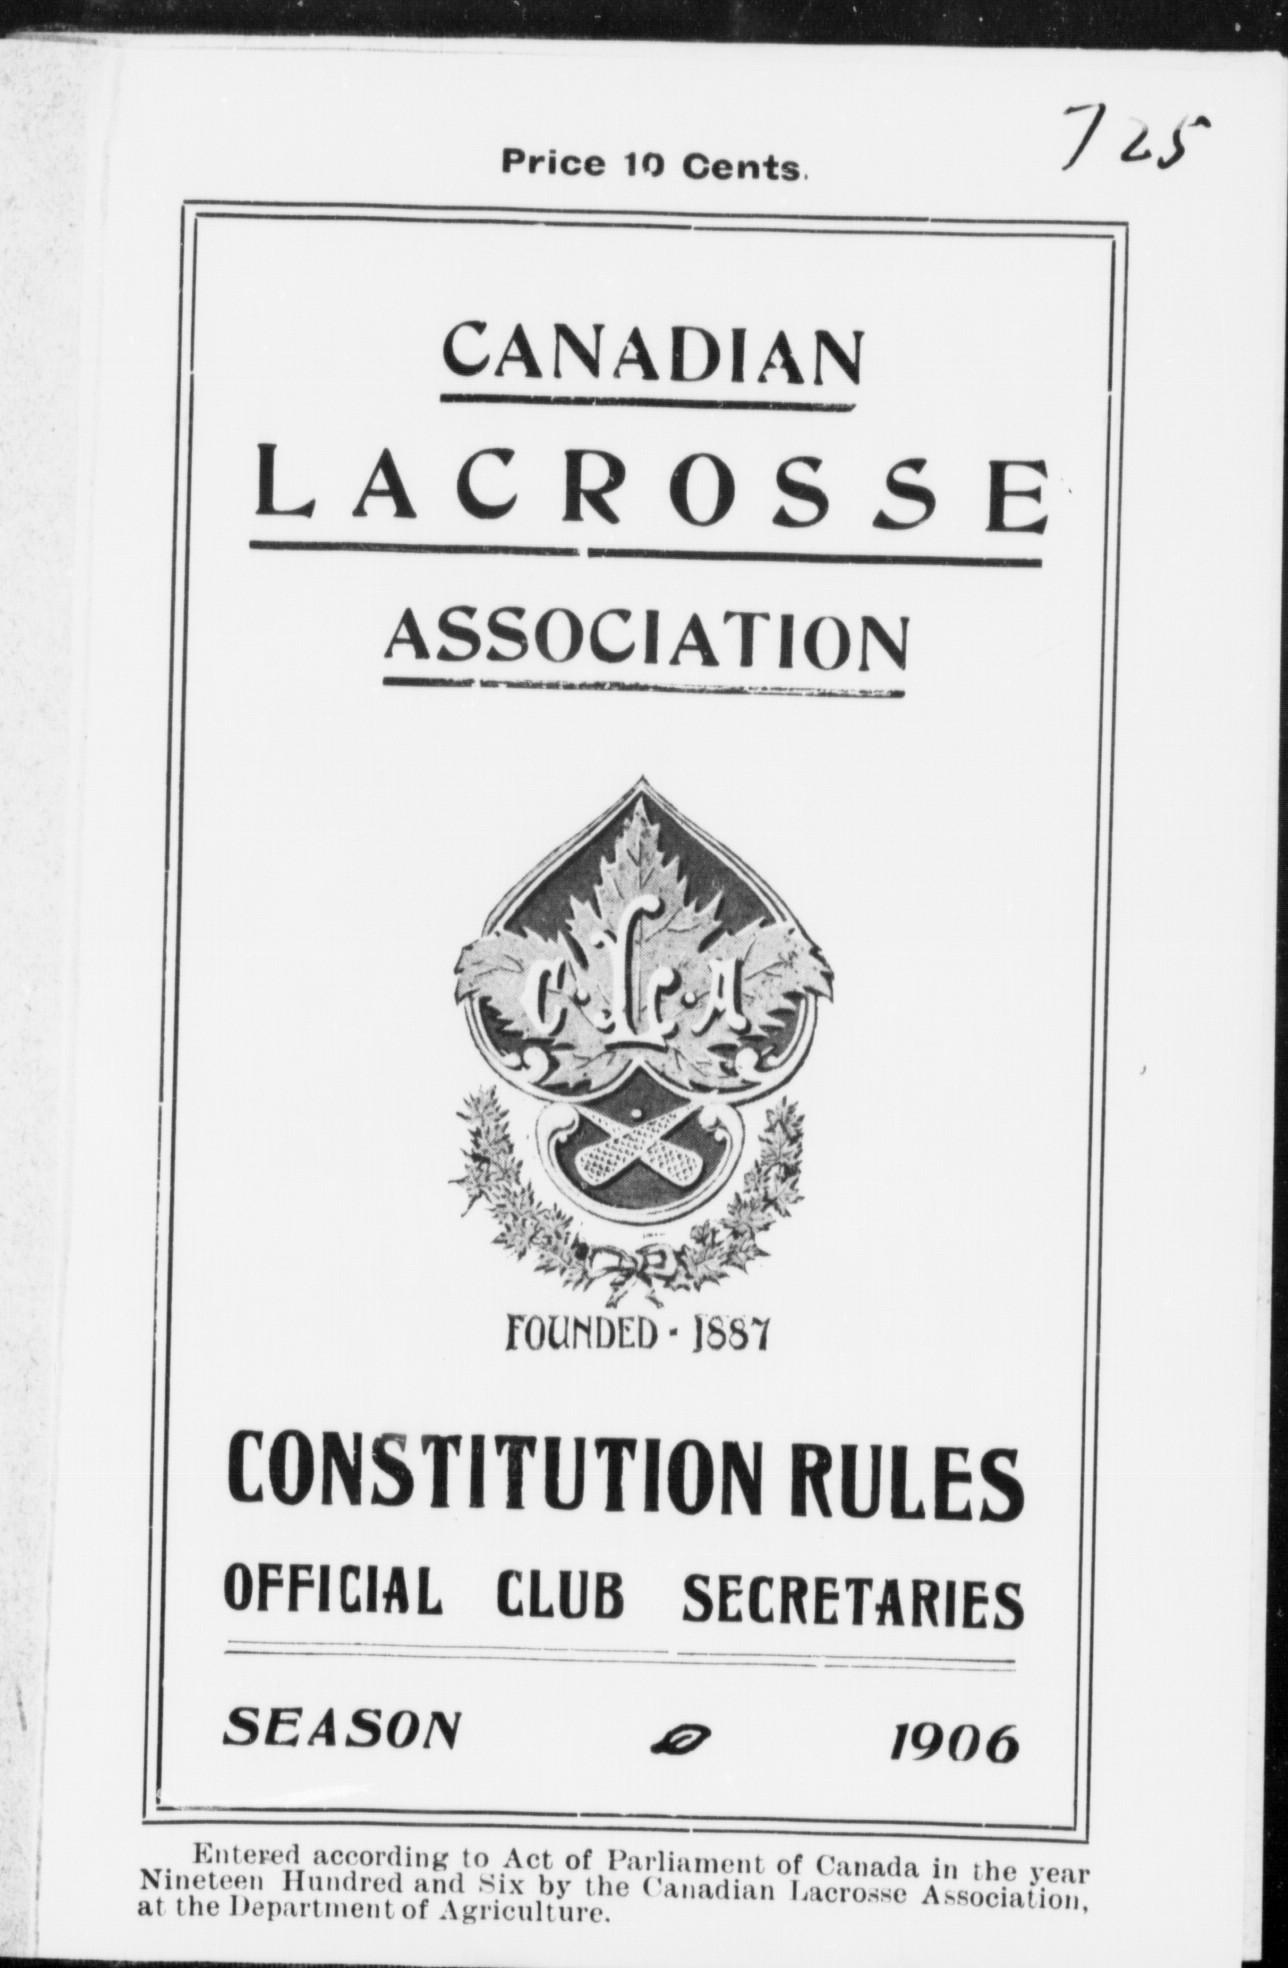 725
Price 10 Cents.
CANADIAN
LACROSSE
ASSOCIATION
C · L · A
FOUNDED - 1887
CONSTITUTION RULES
OFFICIAL CLUB SECRETARIES
SEASON 1906
Entered according to Act of Parliament of Canada in the year
Nineteen Hundred and Six by the Canadian Lacrosse Association,
at the Department of Agriculture.